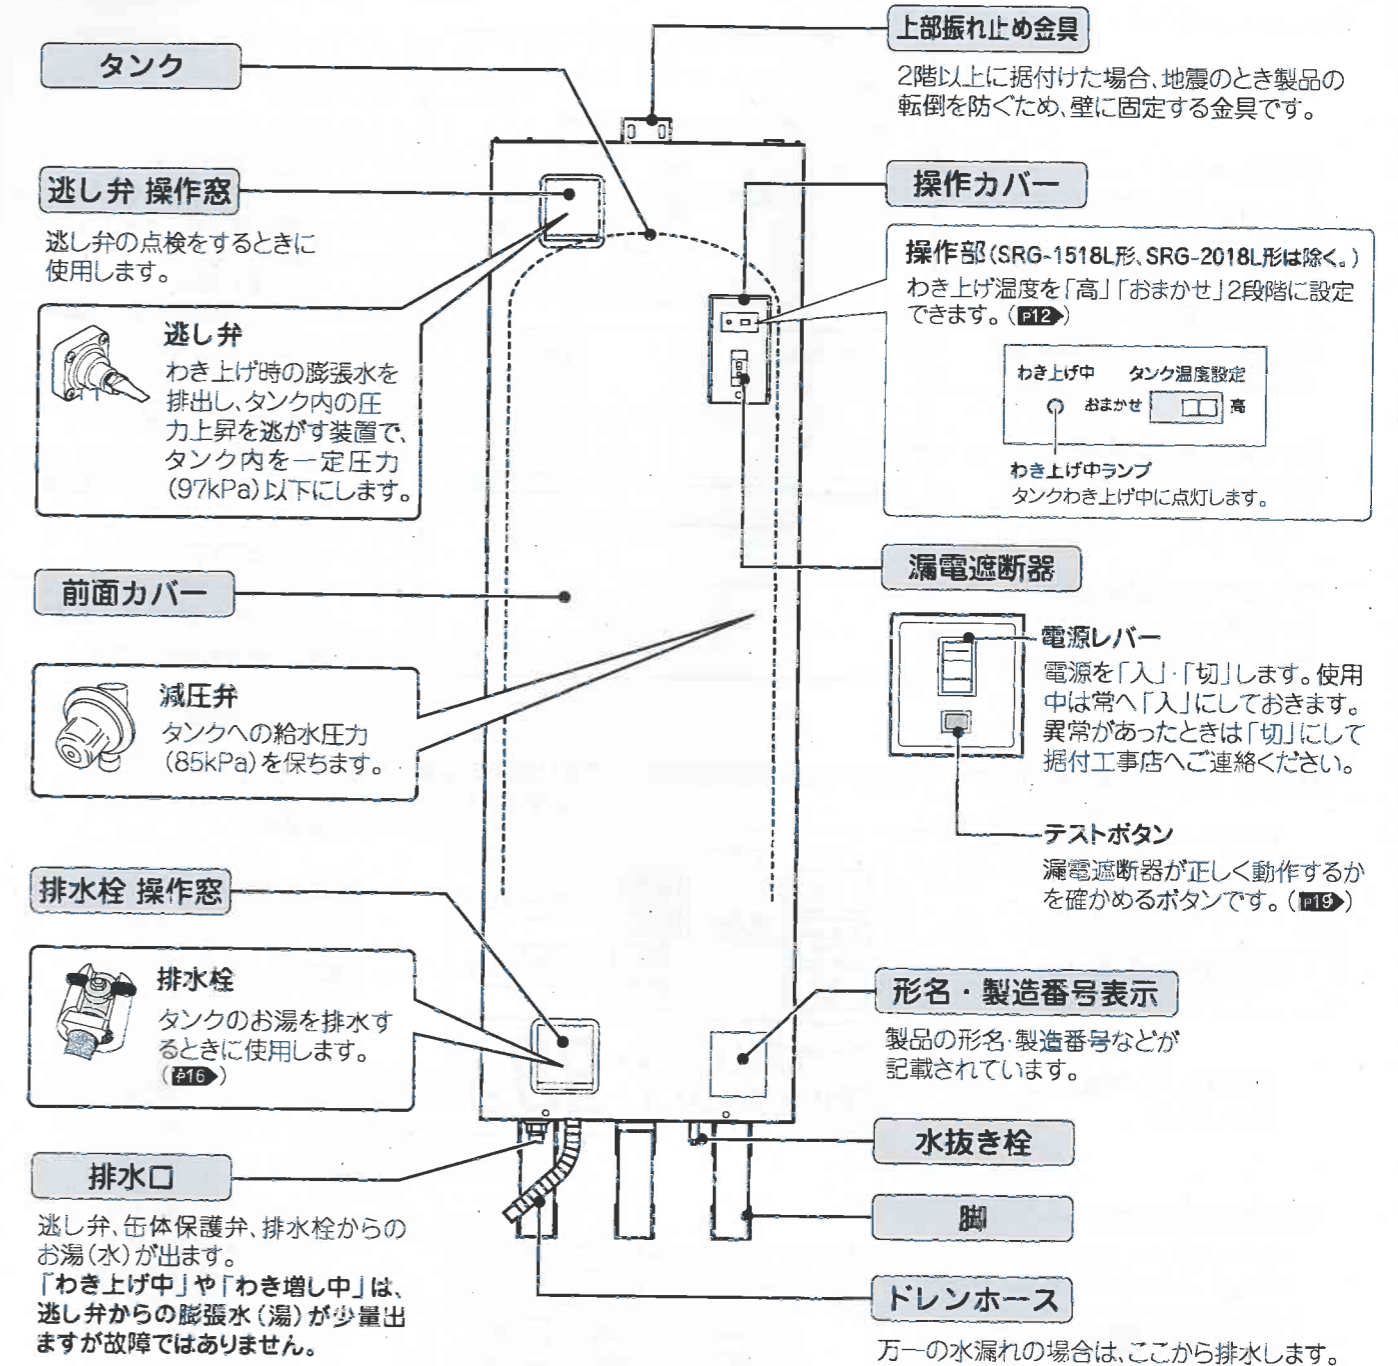 タンク
逃し弁 操作窓
逃し弁の点検をするときに
使用します。
逃し弁
わき上げ時の膨張水を
排出し、タンク内の圧
力上昇を逃がす装置で、
タンク内を一定圧力
(97kPa)以下にします。
前面カバー
減圧弁
タンクへの給水圧力
(85kPa)を保ちます。
排水栓 操作窓
排水栓
タンクのお湯を排水す
るときに使用します。
(P16)
排水口
逃し弁、缶体保護弁、排水栓からの
お湯(水)が出ます。
「わき上げ中」や「わき増し中」は、
逃し弁からの膨張水(湯)が少量出
ますが故障ではありません。
上部振れ止め金具
2階以上に据付けた場合、地震のとき製品の
転倒を防ぐため、壁に固定する金具です。
操作カバー
操作部(SRG-1518L形、SRG-2018L形は除く。)
わき上げ温度を「高」「おまかせ」2段階に設定
できます。(P12)
わき上げ中 タンク温度設定
おまかせ 高
わき上げ中ランプ
タンクわき上げ中に点灯します。
漏電遮断器
電源レバー
電源を「入」・「切」します。使用
中は常へ「入」にしておきます。
異常があったときは「切」にして
据付工事店へご連絡ください。
テストボタン
漏電遮断器が正しく動作するか
を確かめるボタンです。(P19)
形名・製造番号表示
製品の形名・製造番号などが
記載されています。
水抜き栓
脚
ドレンホース
万一の水漏れの場合は、ここから排水します。